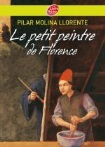 PILAR MOLINA LLORENTE
Le petit peintre
de Florence